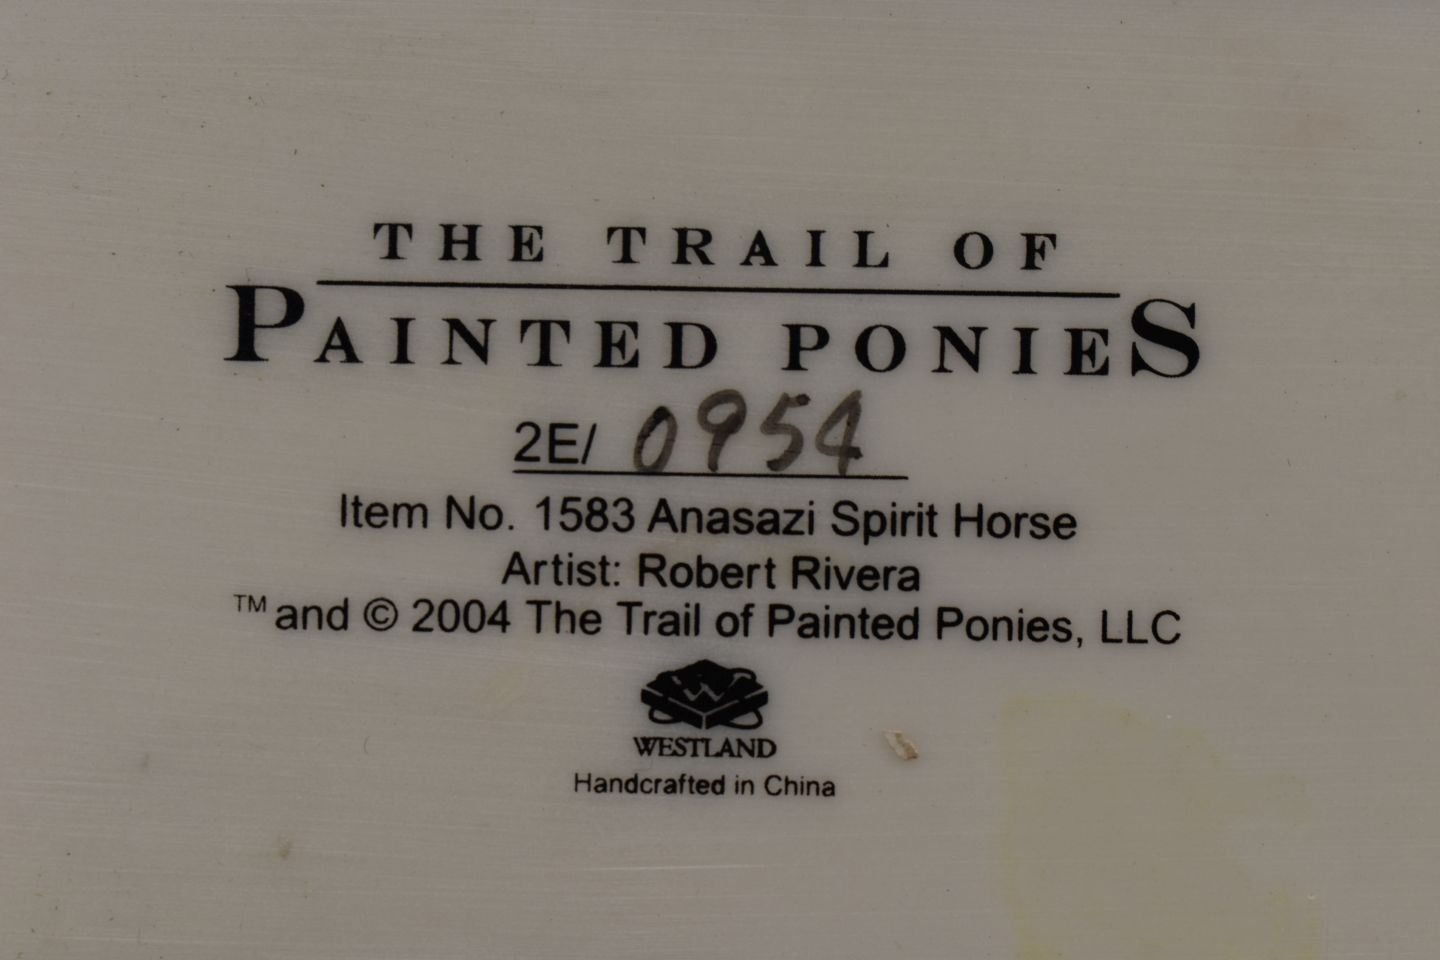 THE TRAIL OF
PAINTED PONIES
2E/ 0954
Item No. 1583 Anasazi Spirit Horse
Artist: Robert Rivera
™ and © 2004 The Trail of Painted Ponies, LLC
W
WESTLAND
Handcrafted in China